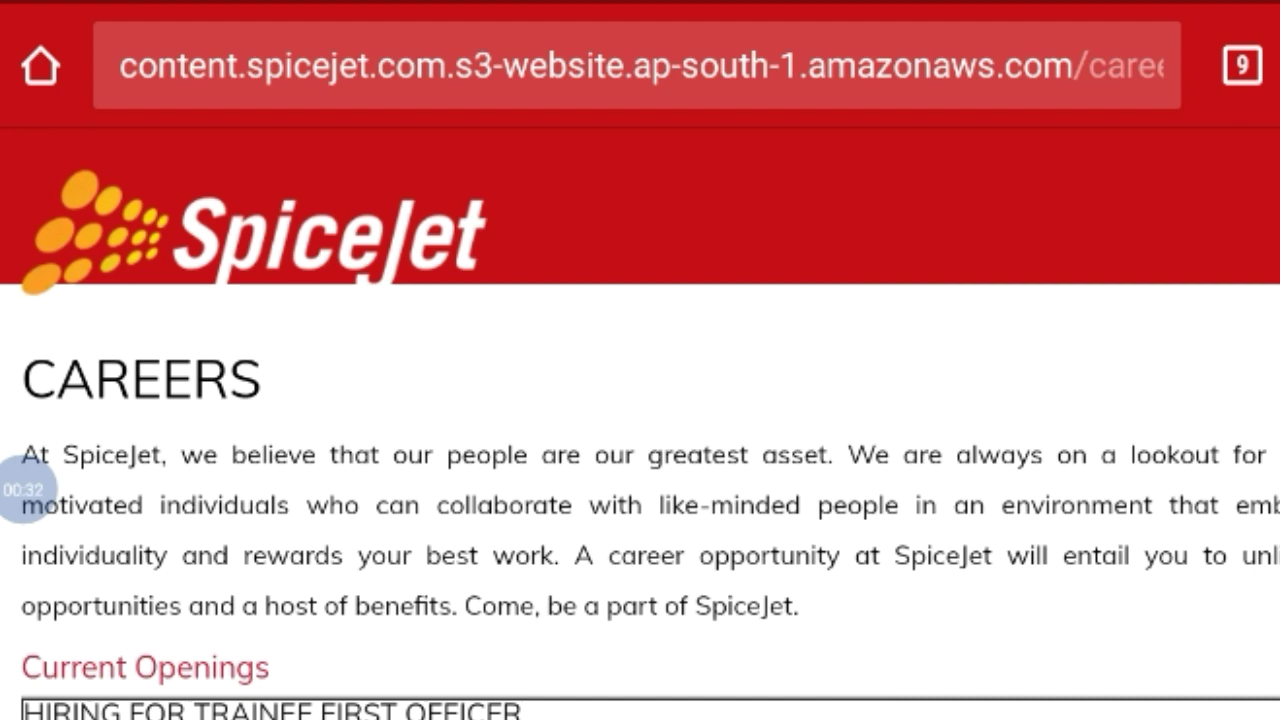 content.spicejet.com.s3-website.ap-south-1.amazonaws.com/caree
9
SpiceJet
CAREERS
At SpiceJet, we believe that our people are our greatest asset. We are always on a lookout for
00:32
motivated individuals who can collaborate with like-minded people in an environment that emb
individuality and rewards your best work. A career opportunity at SpiceJet will entail you to unli
opportunities and a host of benefits. Come, be a part of SpiceJet.
Current Openings
HIRING FOR TRAINEE FIRST OFFICER